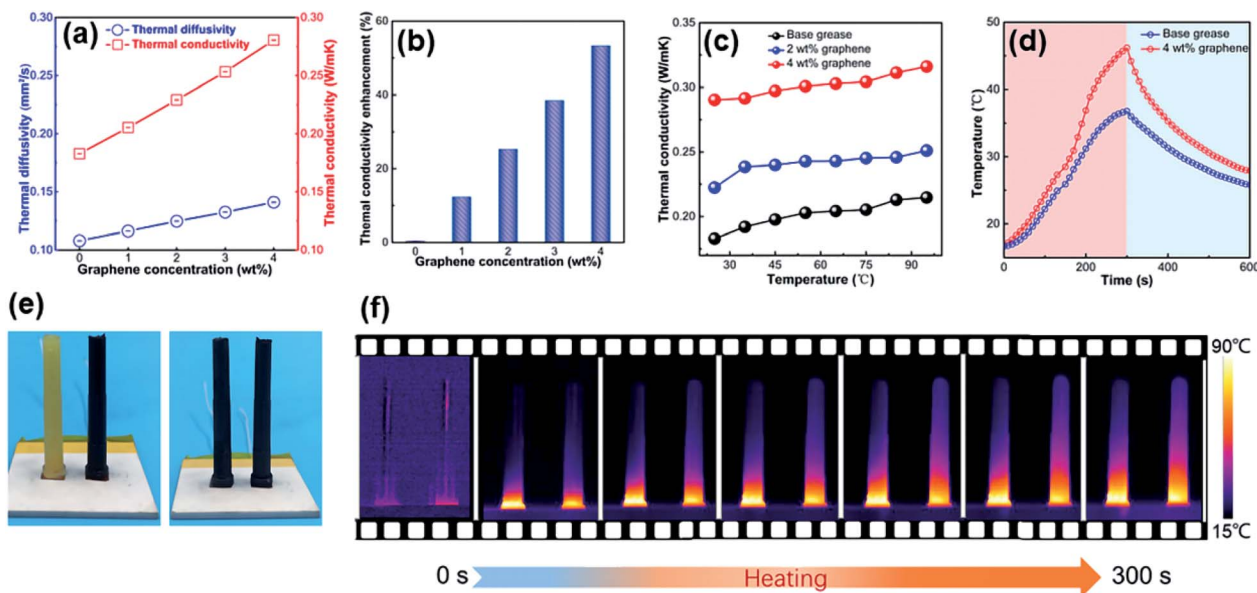 (a)
Thermal diffusivity
Thermal conductivity
Thermal diffusivity (mm²/s)
0.30
0.25
0.20
0.15
0.10
0 1 2 3 4
Graphene concentration (wt%)
0.30
0.25
0.20
0.15
0.10
Thermal conductivity (W/mK)
(b)
Themal conductivity enhancement (%)
60
40
20
0
0 1 2 3 4
Graphene concentration (wt%)
(c)
Base grease
2 wt% graphene
4 wt% graphene
Thermal conductivity (W/mK)
0.35
0.30
0.25
0.20
30 45 60 75 90
Temperature (℃)
(d)
Base grease
4 wt% graphene
Temperature (℃)
50
40
30
20
0 200 400 600
Time (s)
(e)
(f)
90℃
15℃
0 s
Heating
300 s